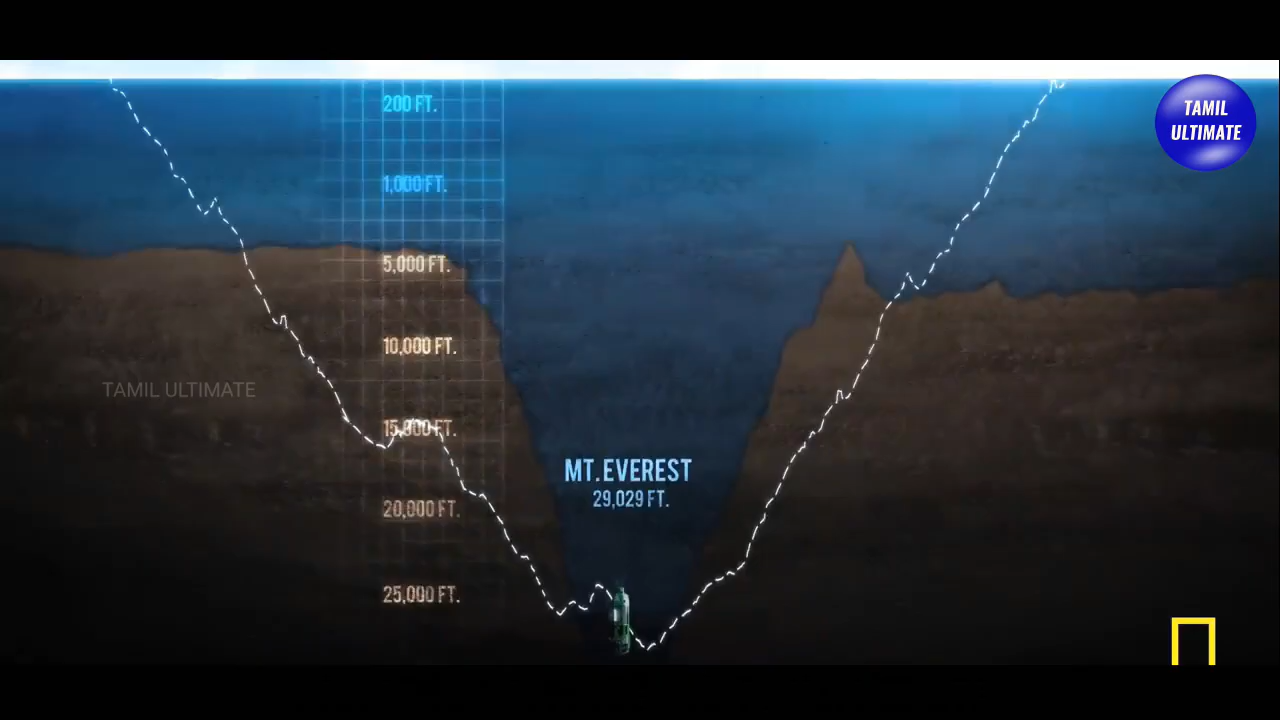 TAMIL
ULTIMATE
200 FT.
1,000 FT.
5,000 FT.
10,000 FT.
TAMIL ULTIMATE
15,000 FT.
MT. EVEREST
29,029 FT.
20,000 FT.
25,000 FT.